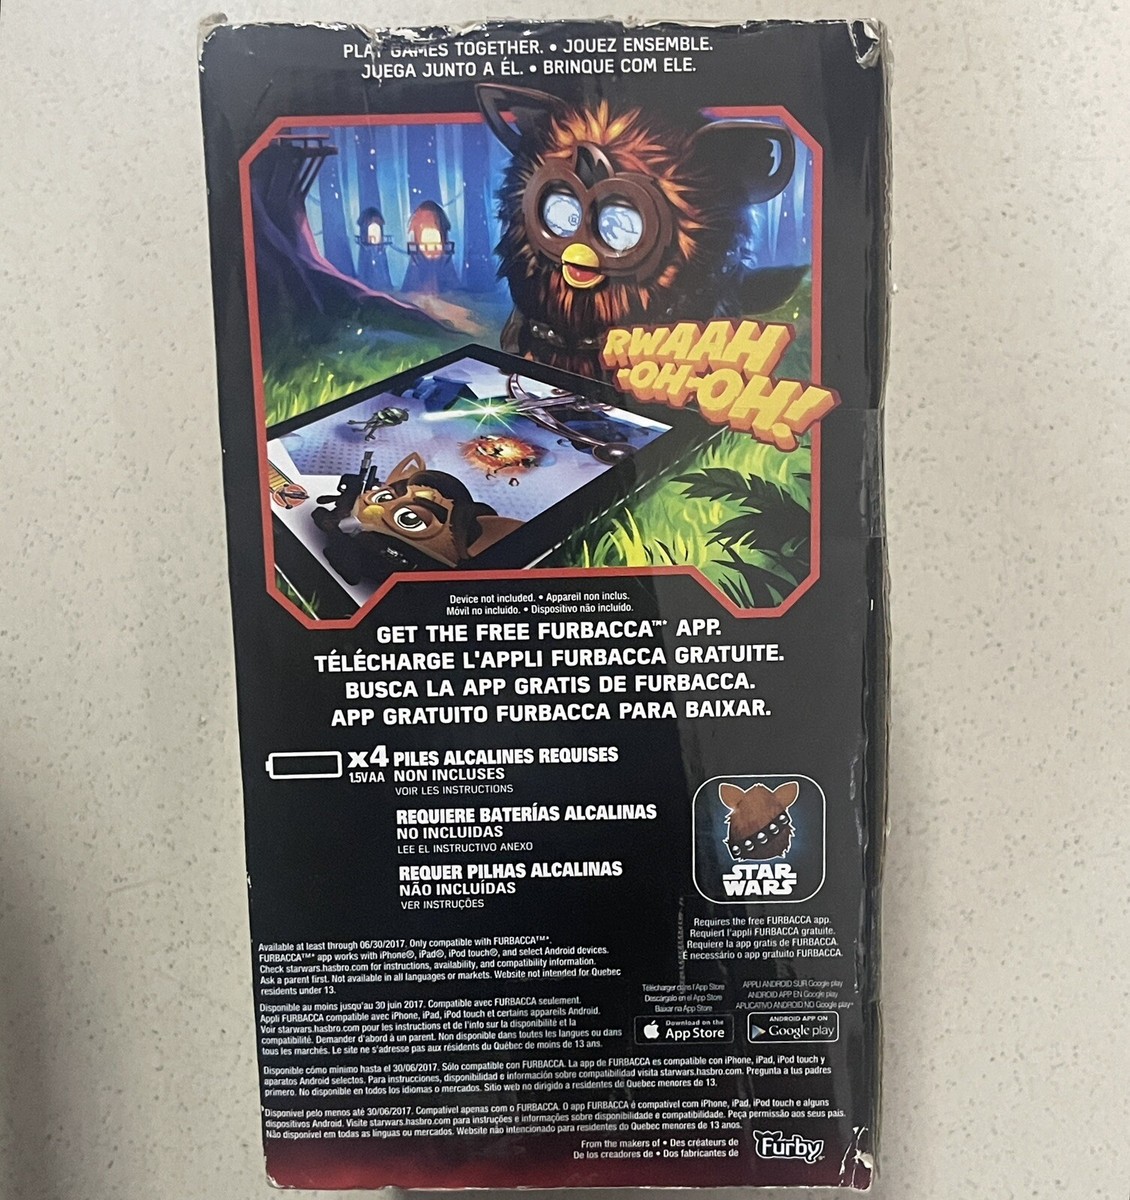 PLAY GAMES TOGETHER. • JOUEZ ENSEMBLE.
JUEGA JUNTO A ÉL. • BRINQUE COM ELE.
RWAAH
-OH-OH!
Device not included. • Appareil non inclus.
Móvil no incluido. • Dispositivo não incluído.
GET THE FREE FURBACCA™* APP.
TÉLÉCHARGE L'APPLI FURBACCA GRATUITE.
BUSCA LA APP GRATIS DE FURBACCA.
APP GRATUITO FURBACCA PARA BAIXAR.
x4 PILES ALCALINES REQUISES
1.5V AA NON INCLUSES
VOIR LES INSTRUCTIONS
REQUIERE BATERÍAS ALCALINAS
NO INCLUIDAS
LEE EL INSTRUCTIVO ANEXO
REQUER PILHAS ALCALINAS
NÃO INCLUÍDAS
VER INSTRUÇÕES
STAR
WARS
Requires the free FURBACCA app.
Requiert l'appli FURBACCA gratuite.
Requiere la app gratis de FURBACCA.
É necessário o app gratuito FURBACCA.
Available at least through 06/30/2017. Only compatible with FURBACCA™*.
FURBACCA™* app works with iPhone®, iPad®, iPod touch®, and select Android devices.
Check starwars.hasbro.com for instructions, availability, and compatibility information.
Ask a parent first. Not available in all languages or markets. Website not intended for Quebec
residents under 13.
Disponible au moins jusqu'au 30 juin 2017. Compatible avec FURBACCA seulement.
Appli FURBACCA compatible avec iPhone, iPad, iPod touch et certains appareils Android.
Voir starwars.hasbro.com pour les instructions et de l'info sur la disponibilité et la
compatibilité. Demander d'abord à un parent. Non disponible dans toutes les langues ou dans
tous les marchés. Le site ne s'adresse pas aux résidents du Québec de moins de 13 ans.
Télécharger dans l'App Store
Descárgalo en el App Store
Baixar na App Store
Download on the
App Store
APPLI ANDROID SUR Google play
ANDROID APP EN Google play
APLICATIVO ANDROID NO Google play
ANDROID APP ON
Google play
Disponible cómo mínimo hasta el 30/06/2017. Sólo compatible con FURBACCA. La app de FURBACCA es compatible con iPhone, iPad, iPod touch y
aparatos Android selectos. Para instrucciones, disponibilidad e información sobre compatibilidad visita starwars.hasbro.com. Pregunta a tus padres
primero. No disponible en todos los idiomas o mercados. Sitio web no dirigido a residentes de Quebec menores de 13.
*Disponível pelo menos até 30/06/2017. Compatível apenas com o FURBACCA. O app FURBACCA é compatível com iPhone, iPad, iPod touch e alguns
dispositivos Android. Visite starwars.hasbro.com para instruções e informações sobre disponibilidade e compatibilidade. Peça permissão aos seus pais.
Não disponível em todas as línguas ou mercados. Website não intencionado para residentes do Quebec menores de 13 anos.
From the makers of • Des créateurs de
De los creadores de • Dos fabricantes de
Furby